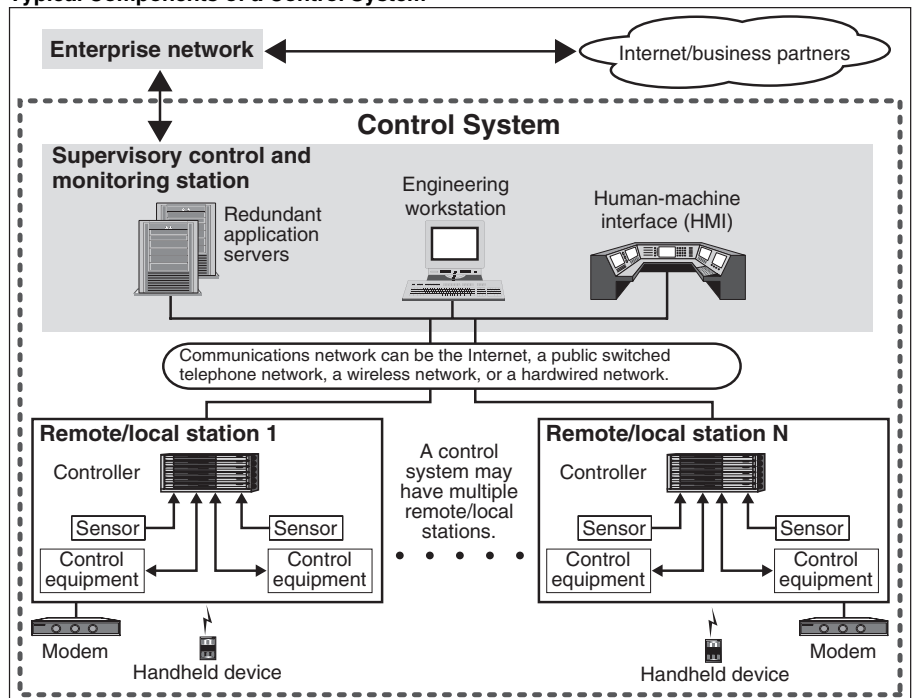 Typical Components of a Control System
Enterprise network
Internet/business partners
Control System
Supervisory control and
monitoring station
Redundant
application
servers
Engineering
workstation
Human-machine
interface (HMI)
Communications network can be the Internet, a public switched
telephone network, a wireless network, or a hardwired network.
Remote/local station 1
Controller
Sensor
Sensor
Control
equipment
Control
equipment
Modem
Handheld device
A control
system may
have multiple
remote/local
stations.
Remote/local station N
Controller
Sensor
Sensor
Control
equipment
Control
equipment
Handheld device
Modem